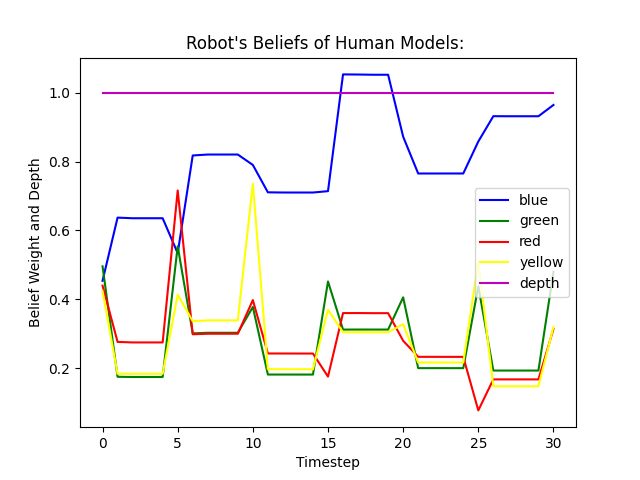 Robot's Beliefs of Human Models:
Belief Weight and Depth
1.0
0.8
0.6
0.4
0.2
blue
green
red
yellow
depth
0 5 10 15 20 25 30
Timestep